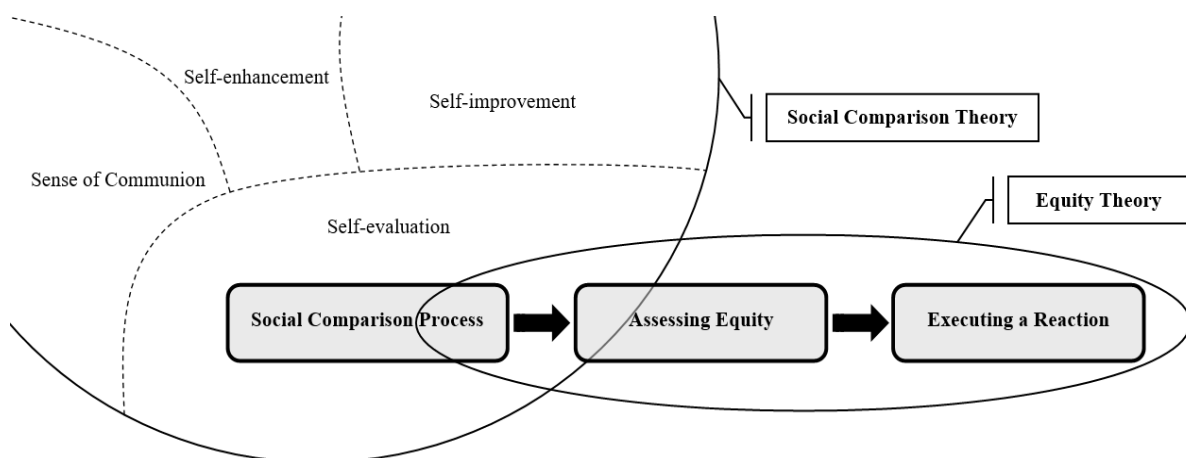 Self-enhancement
Self-improvement
Social Comparison Theory
Sense of Communion
Equity Theory
Self-evaluation
Social Comparison Process
Assessing Equity
Executing a Reaction